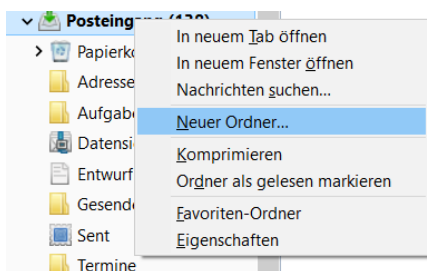 Posteingang (138)
In neuem Tab öffnen
In neuem Fenster öffnen
Nachrichten suchen...
Neuer Ordner...
Komprimieren
Ordner als gelesen markieren
Favoriten-Ordner
Eigenschaften
Papierko
Adresse
Aufgab
Datensi
Entwurf
Gesende
Sent
Termine